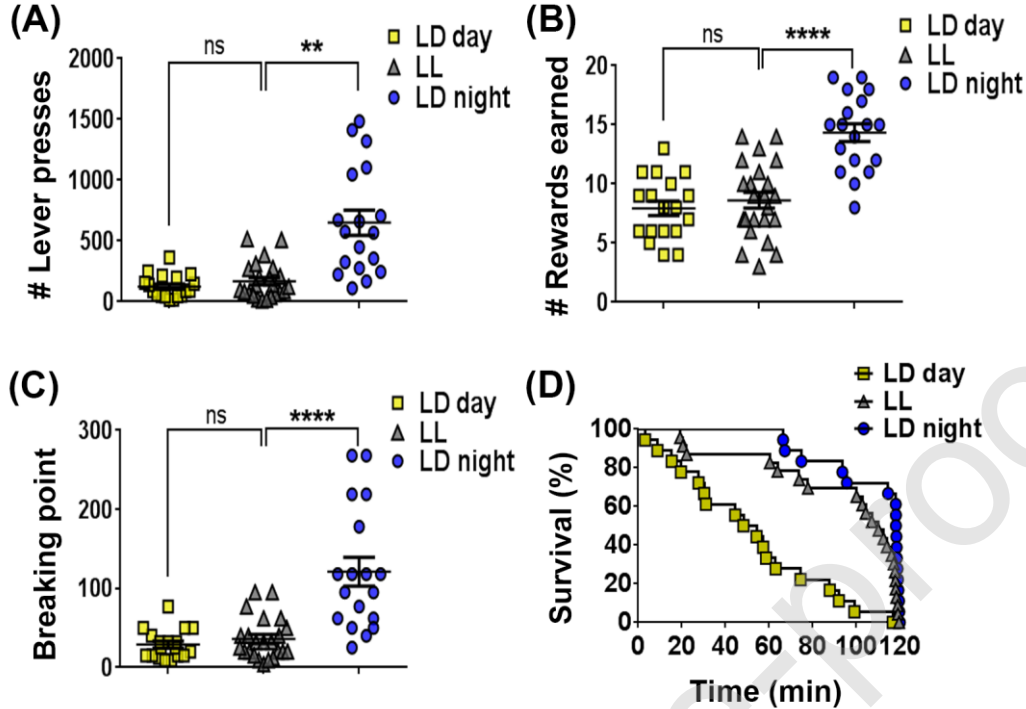 (A)
# Lever presses
2000
1500
1000
500
0
ns
**
LD day
LL
LD night
(B)
# Rewards earned
20
15
10
5
0
ns
****
LD day
LL
LD night
(C)
Breaking point
300
200
100
0
ns
****
LD day
LL
LD night
(D)
Survival (%)
100
80
60
40
20
0
0 20 40 60 80 100 120
Time (min)
LD day
LL
LD night